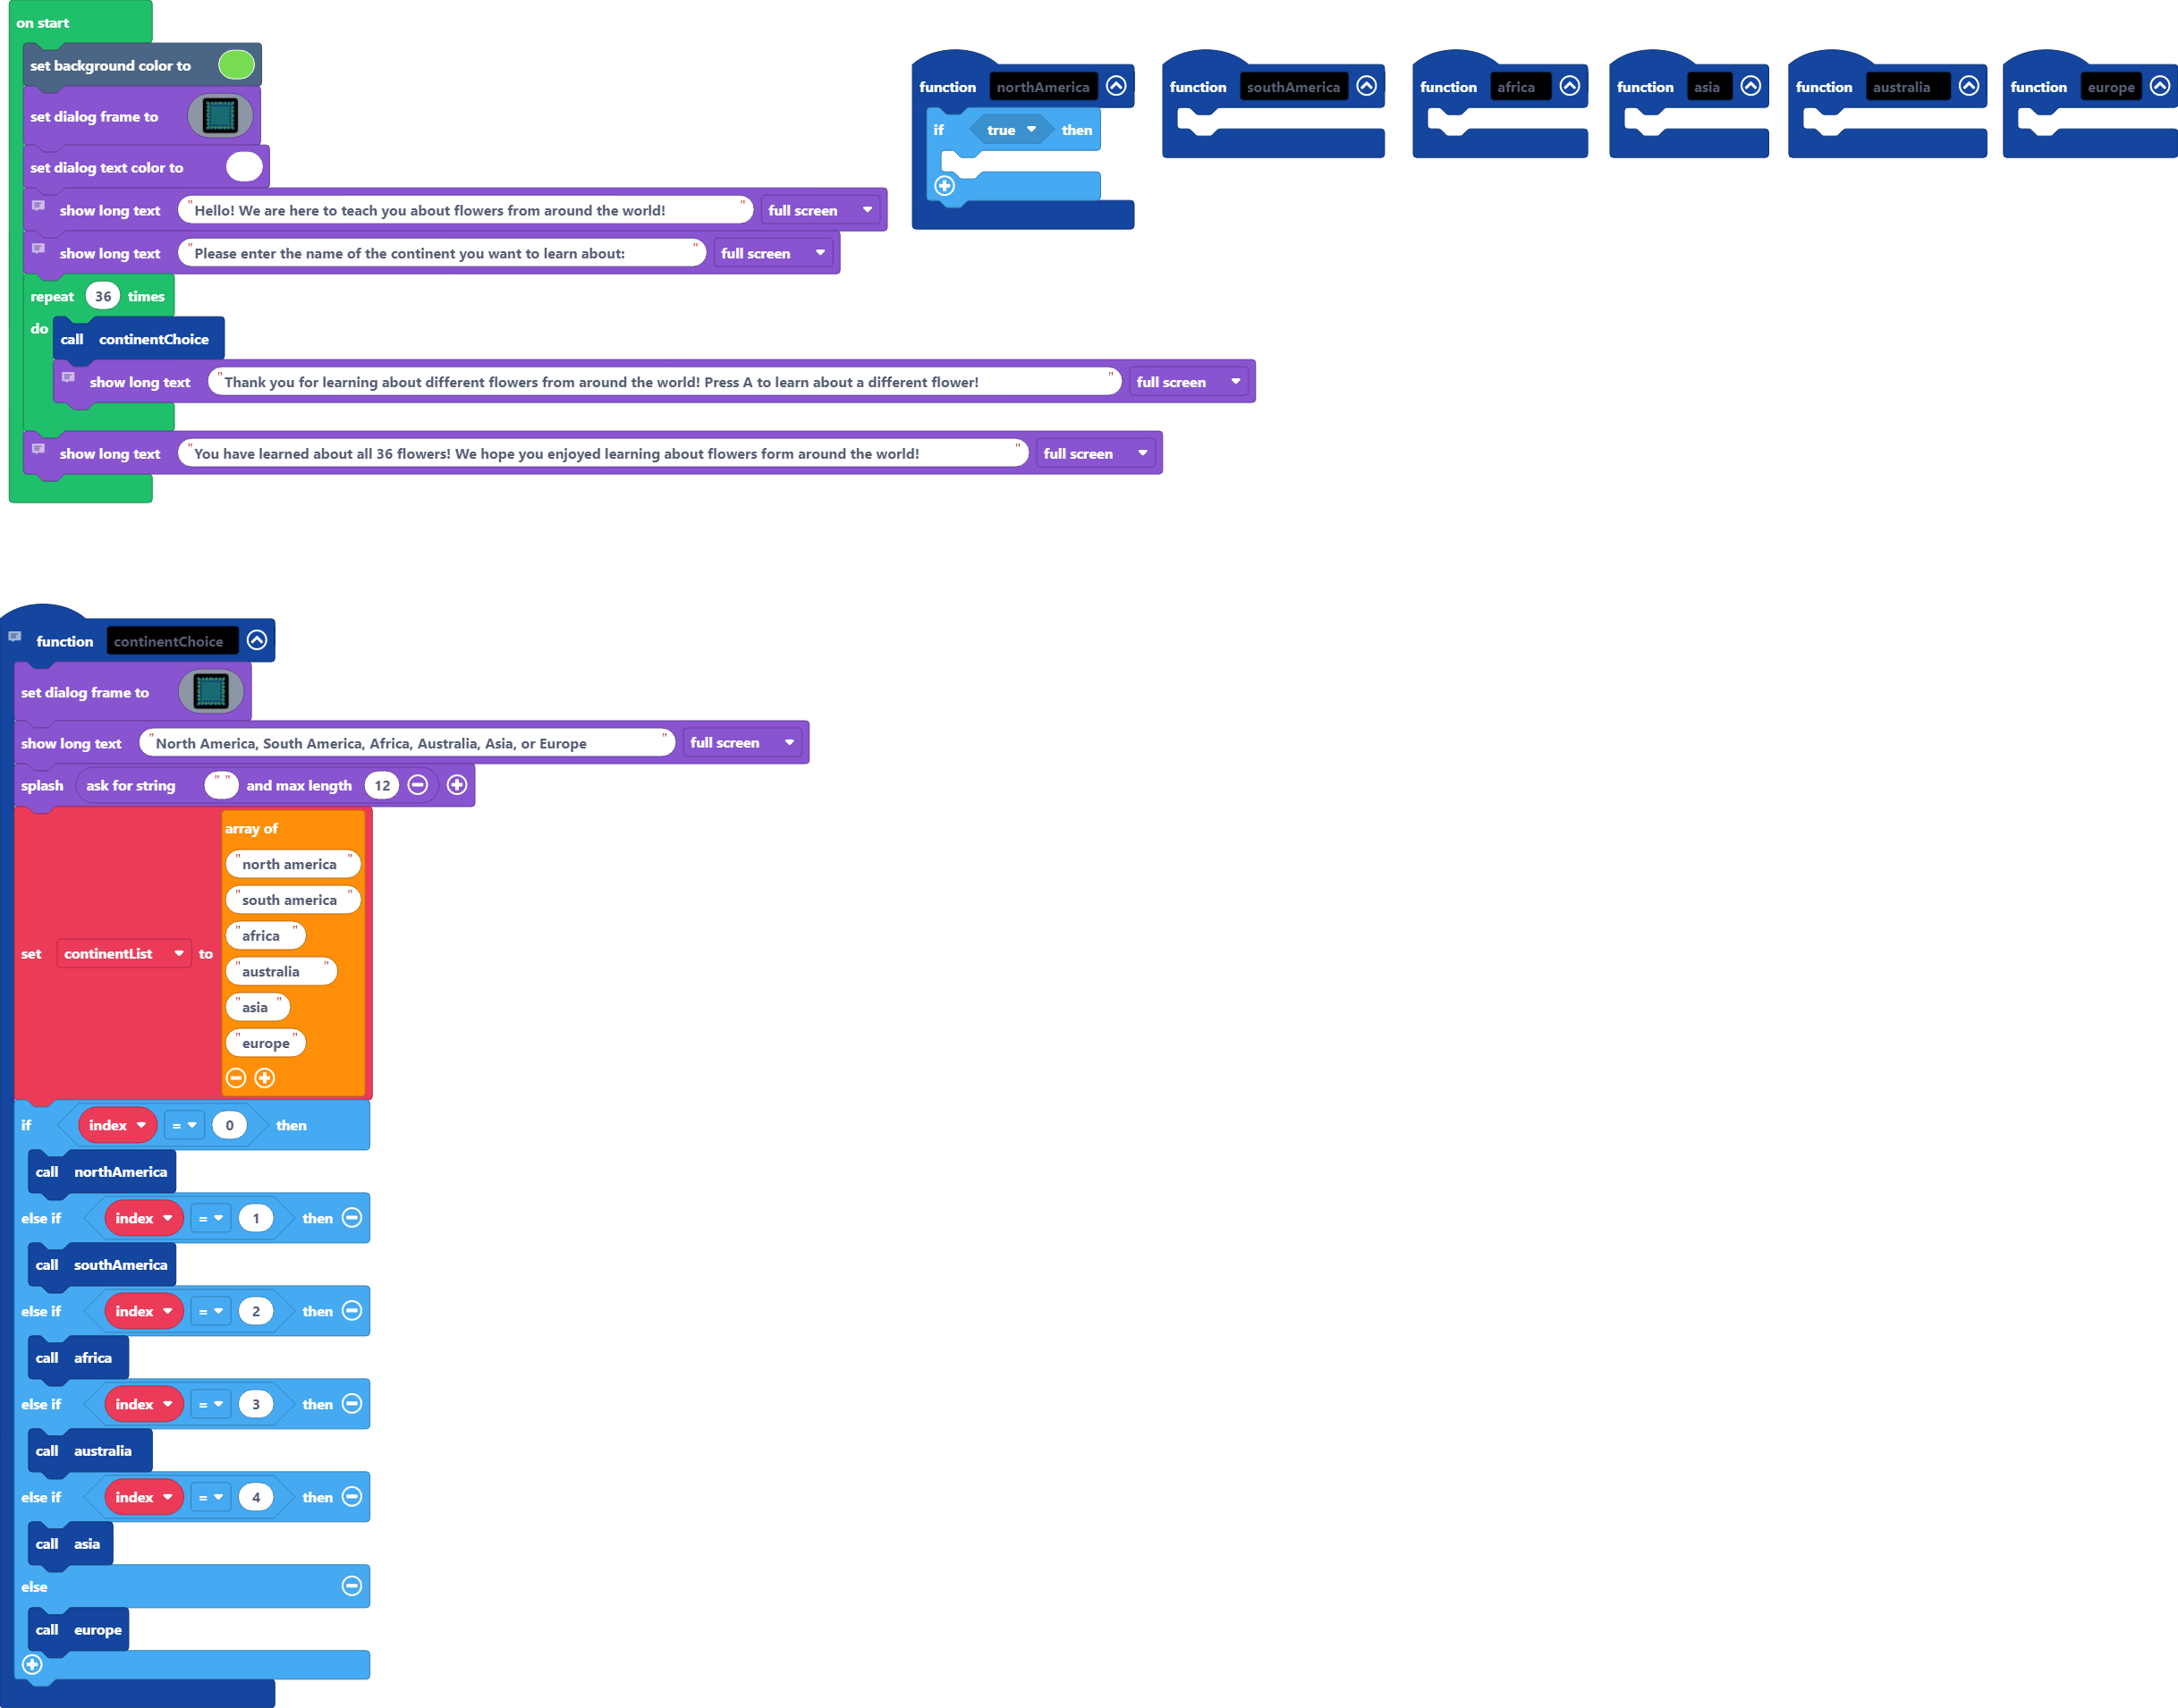 on start
set background color to
set dialog frame to
set dialog text color to
show long text "Hello! We are here to teach you about flowers from around the world!" full screen
show long text "Please enter the name of the continent you want to learn about:" full screen
repeat 36 times
do
call continentChoice
show long text "Thank you for learning about different flowers from around the world! Press A to learn about a different flower!" full screen
show long text "You have learned about all 36 flowers! We hope you enjoyed learning about flowers form around the world!" full screen
function northAmerica
if true then
function southAmerica
function africa
function asia
function australia
function europe
function continentChoice
set dialog frame to
show long text "North America, South America, Africa, Australia, Asia, or Europe" full screen
splash ask for string " " and max length 12
set continentList to
array of
"north america"
"south america"
"africa"
"australia"
"asia"
"europe"
if index = 0 then
call northAmerica
else if index = 1 then
call southAmerica
else if index = 2 then
call africa
else if index = 3 then
call australia
else if index = 4 then
call asia
else
call europe